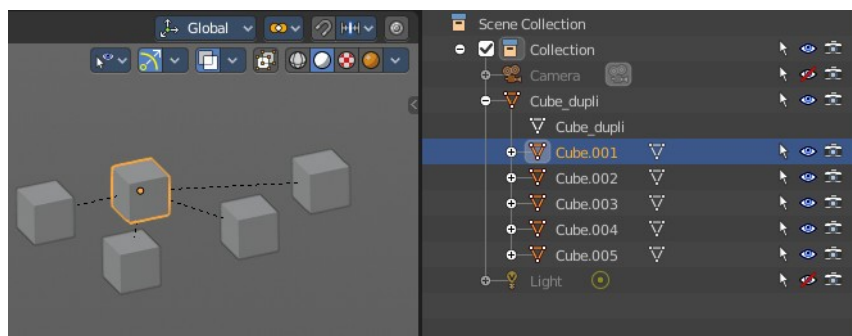 Global
Scene Collection
Collection
Camera
Cube_dupli
Cube_dupli
Cube.001
Cube.002
Cube.003
Cube.004
Cube.005
Light